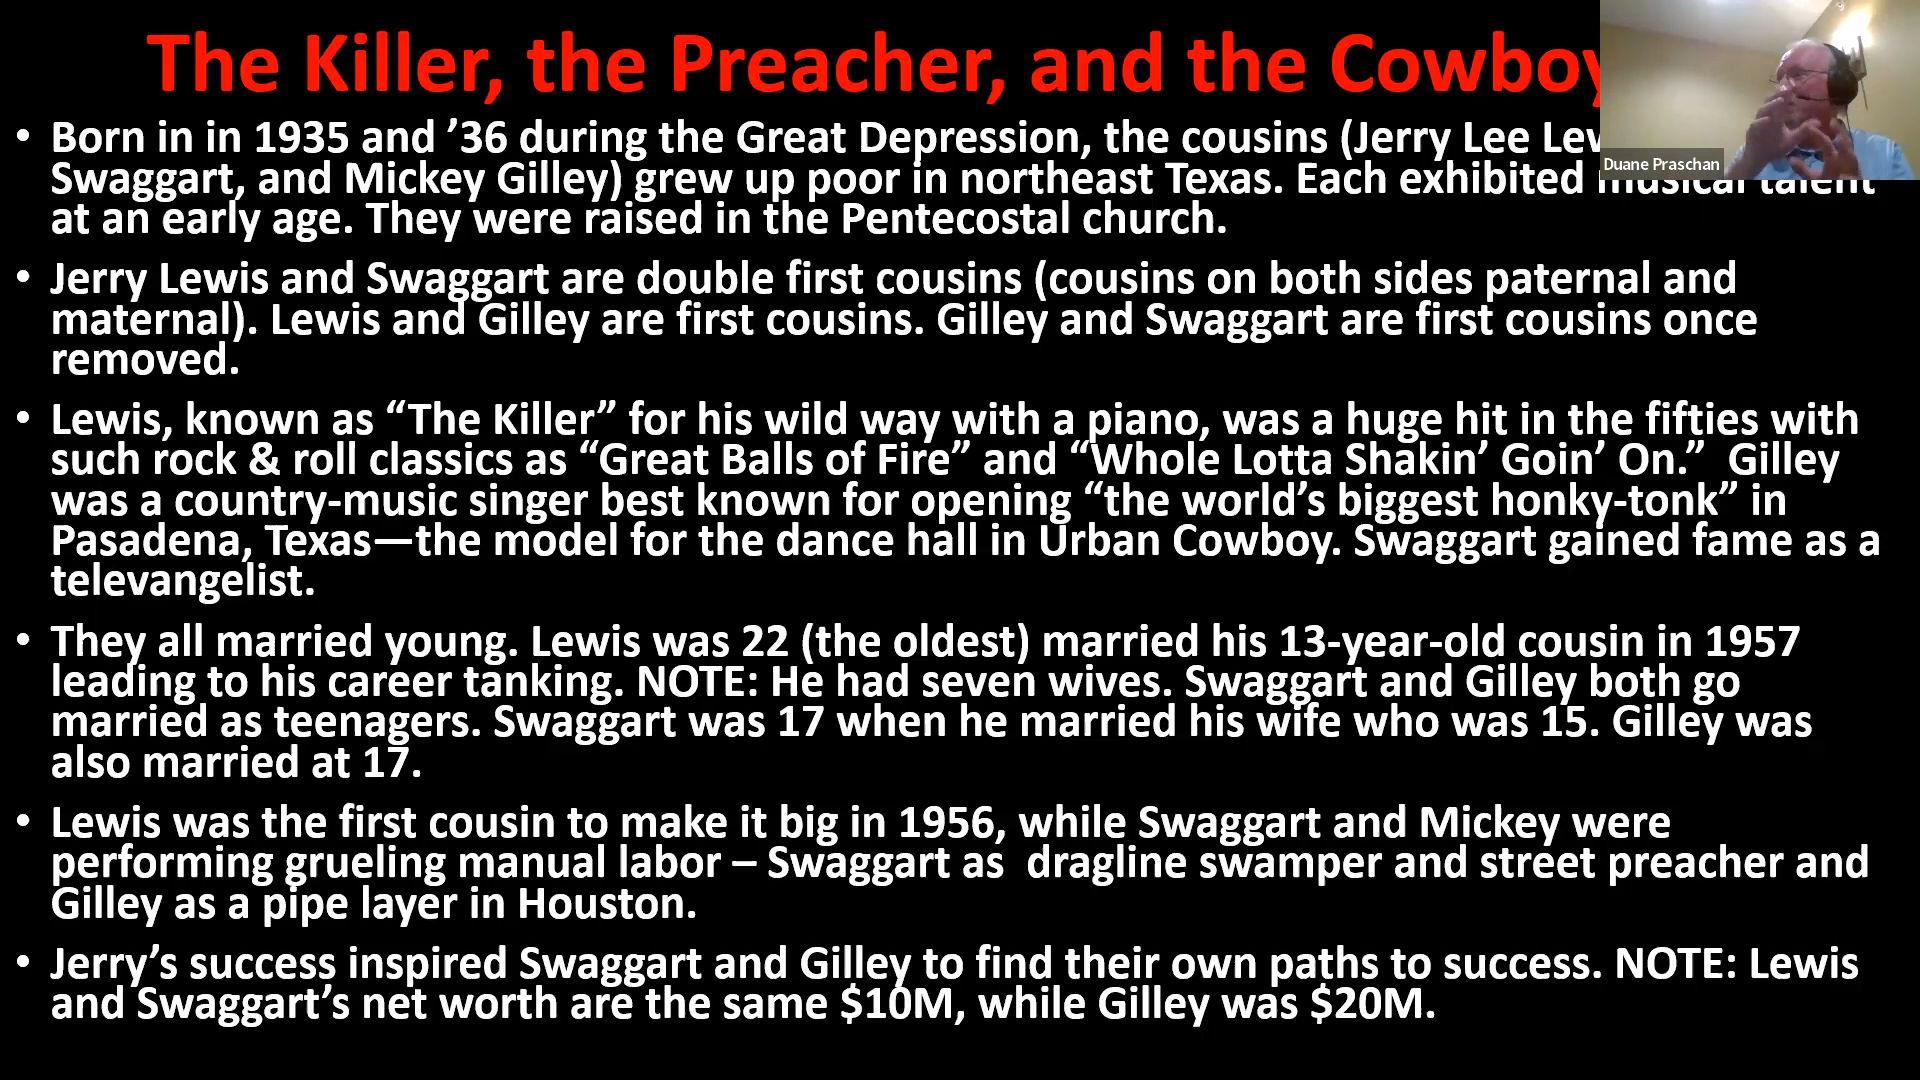 The Killer, the Preacher, and the Cowboy
Duane Praschan
• Born in in 1935 and ’36 during the Great Depression, the cousins (Jerry Lee
Swaggart, and Mickey Gilley) grew up poor in northeast Texas. Each exhibited musical talent
at an early age. They were raised in the Pentecostal church.
• Jerry Lewis and Swaggart are double first cousins (cousins on both sides paternal and
maternal). Lewis and Gilley are first cousins. Gilley and Swaggart are first cousins once
removed.
• Lewis, known as “The Killer” for his wild way with a piano, was a huge hit in the fifties with
such rock & roll classics as “Great Balls of Fire” and “Whole Lotta Shakin’ Goin’ On.”  Gilley
was a country-music singer best known for opening “the world’s biggest honky-tonk” in
Pasadena, Texas—the model for the dance hall in Urban Cowboy. Swaggart gained fame as a
televangelist.
• They all married young. Lewis was 22 (the oldest) married his 13-year-old cousin in 1957
leading to his career tanking. NOTE: He had seven wives. Swaggart and Gilley both go
married as teenagers. Swaggart was 17 when he married his wife who was 15. Gilley was
also married at 17.
• Lewis was the first cousin to make it big in 1956, while Swaggart and Mickey were
performing grueling manual labor – Swaggart as  dragline swamper and street preacher and
Gilley as a pipe layer in Houston.
• Jerry’s success inspired Swaggart and Gilley to find their own paths to success. NOTE: Lewis
and Swaggart’s net worth are the same $10M, while Gilley was $20M.